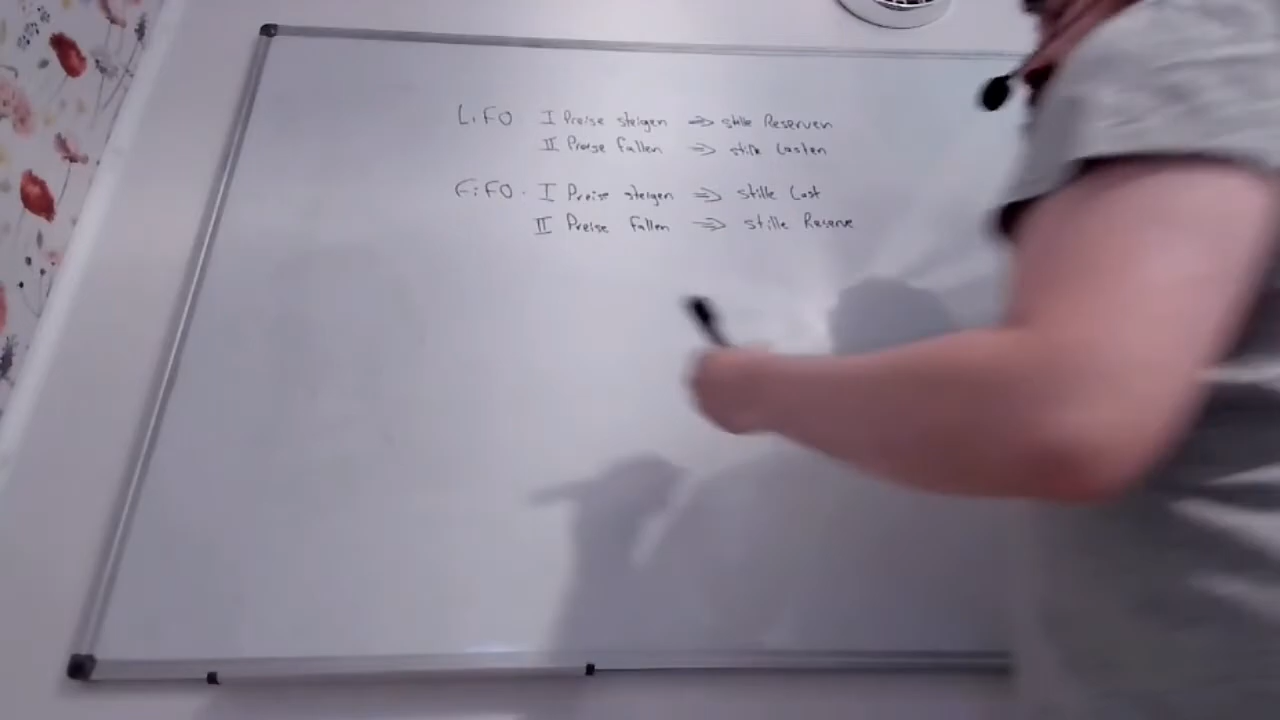 LiFO I Preise steigen => stille Reserven
II Preise fallen => stille Lasten
FiFO. I Preise steigen => stille Last
II Preise fallen => stille Reserve